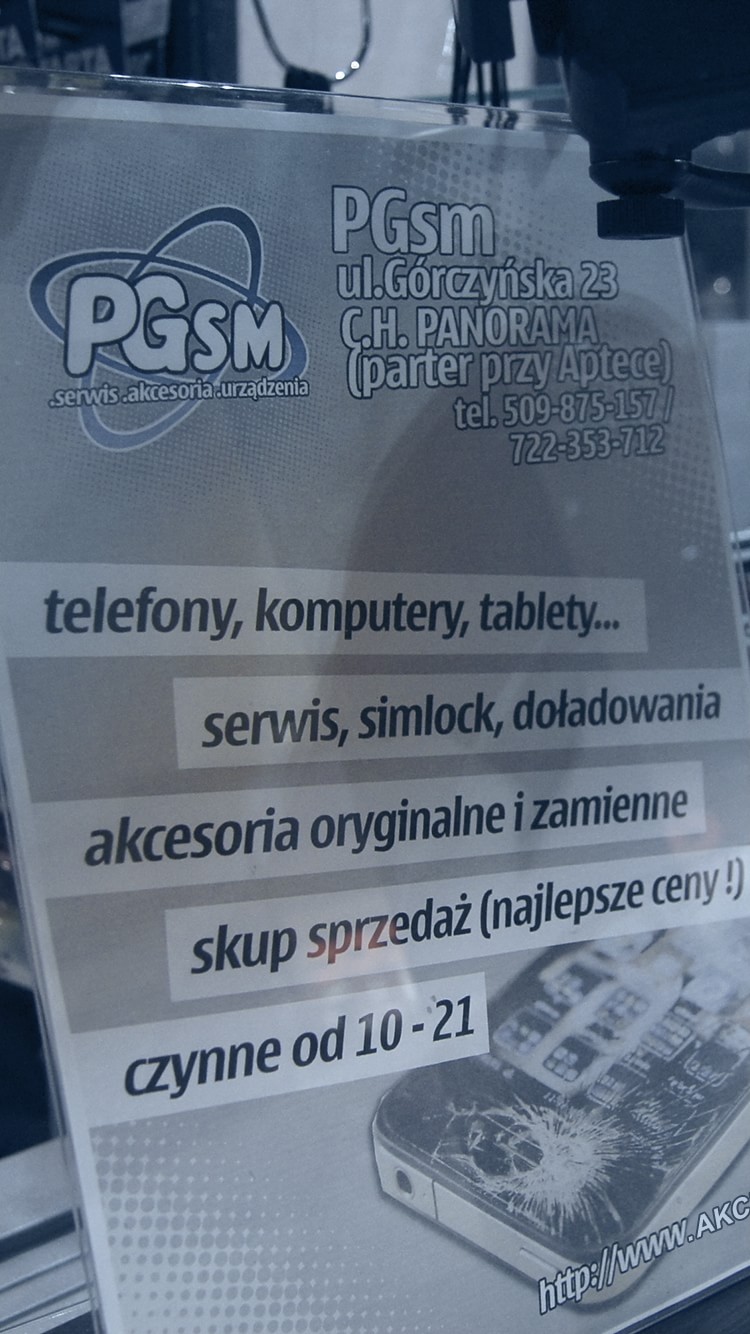 PGSM
.serwis .akcesoria .urządzenia
PGsm
ul.Górczyńska 23
C.H. PANORAMA
(parter przy Aptece)
tel. 509-875-157 /
722-353-712
telefony, komputery, tablety...
serwis, simlock, doładowania
akcesoria oryginalne i zamienne
skup sprzedaż (najlepsze ceny !)
czynne od 10 - 21
http://www.AKC